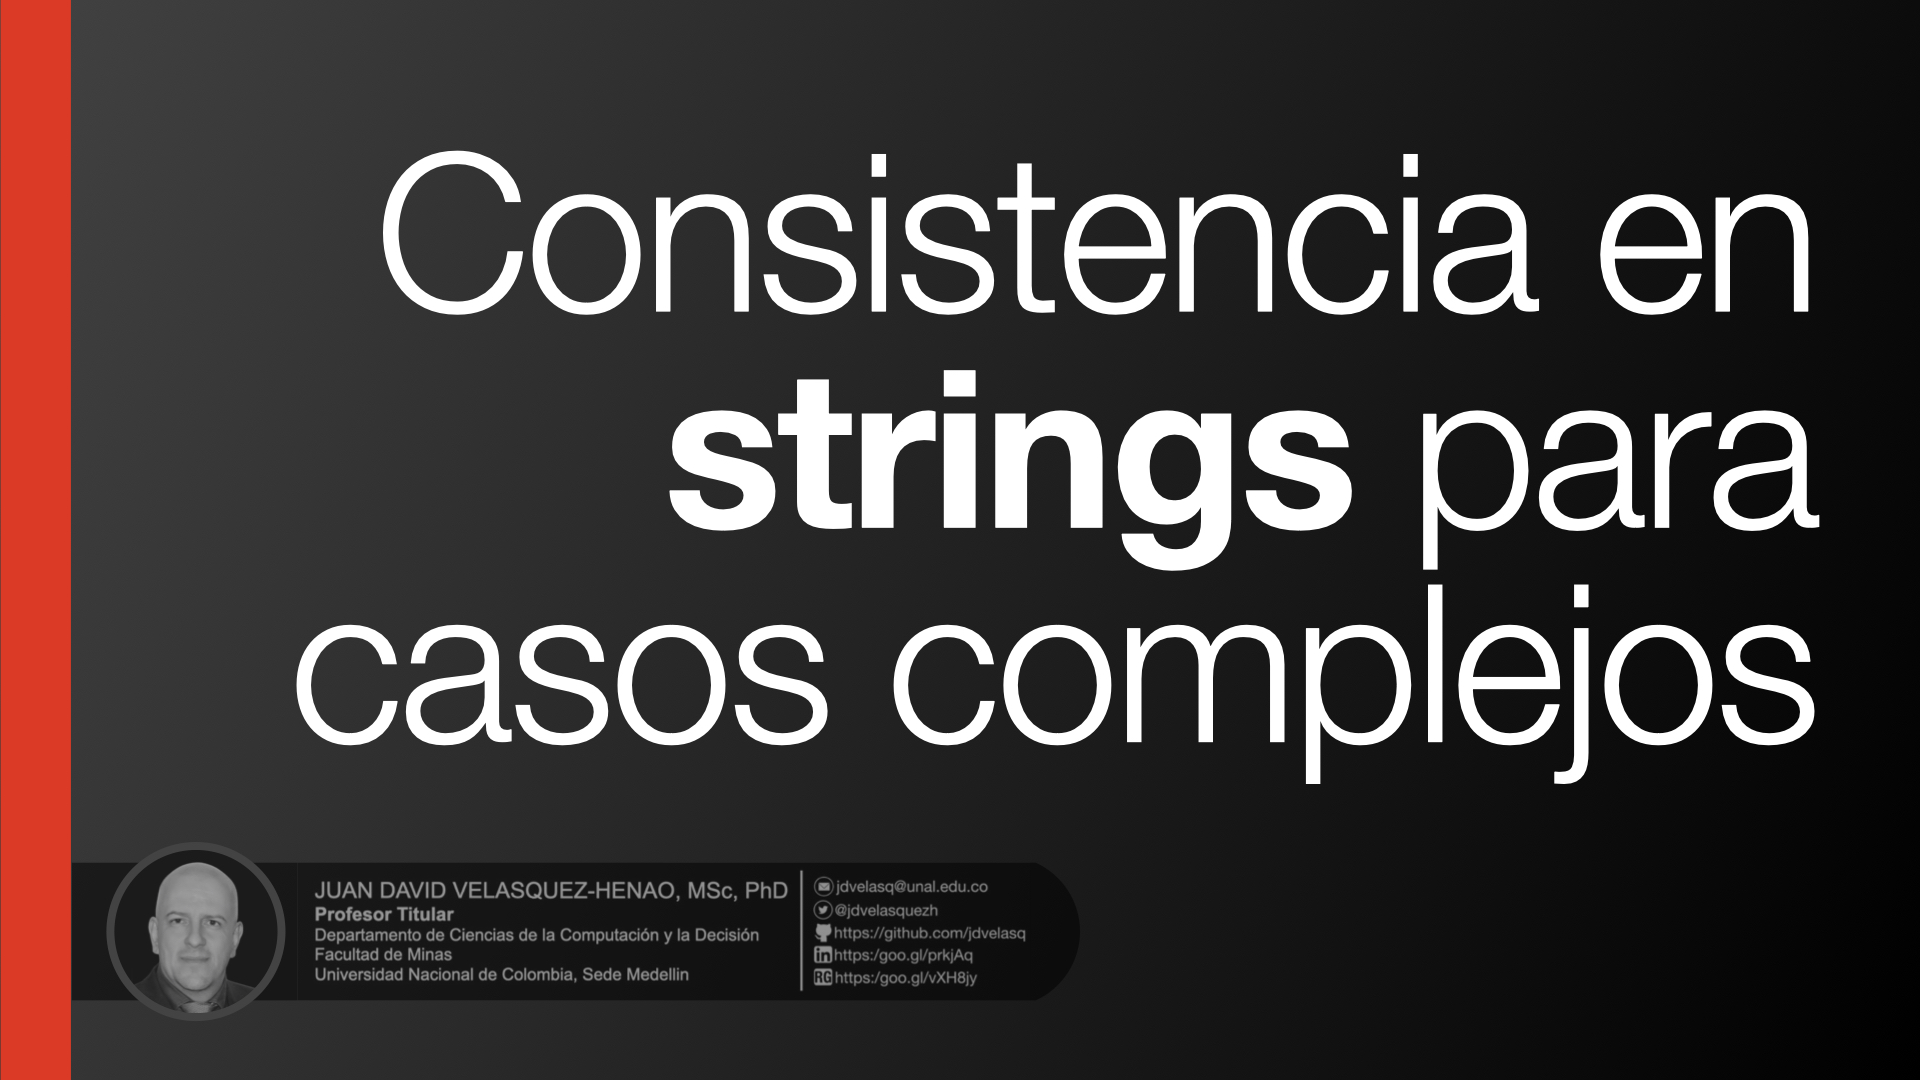 Consistencia en
strings para
casos complejos
JUAN DAVID VELASQUEZ-HENAO, MSc, PhD
Profesor Titular
Departamento de Ciencias de la Computación y la Decisión
Facultad de Minas
Universidad Nacional de Colombia, Sede Medellin
jdvelasq@unal.edu.co
@jdvelasquezh
https://github.com/jdvelasq
in https:/goo.gl/prkjAq
RG https:/goo.gl/vXH8jy